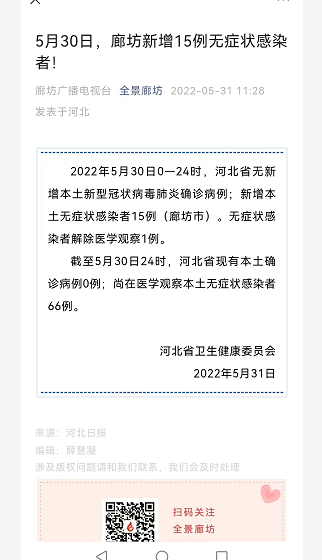 5月30日，廊坊新增15例无症状感染
者！
廊坊广播电视台 全景廊坊 2022-05-31 11:28
发表于河北
2022年5月30日0—24时，河北省无新
增本土新型冠状病毒肺炎确诊病例；新增本
土无症状感染者15例（廊坊市）。无症状感
染者解除医学观察1例。
截至5月30日24时，河北省现有本土确
诊病例0例；尚在医学观察本土无症状感染者
66例。
河北省卫生健康委员会
2022年5月31日
来源：河北日报
编辑：薛慧凝
涉及版权问题请和我们联系，我们会及时处理
扫码关注
全景廊坊